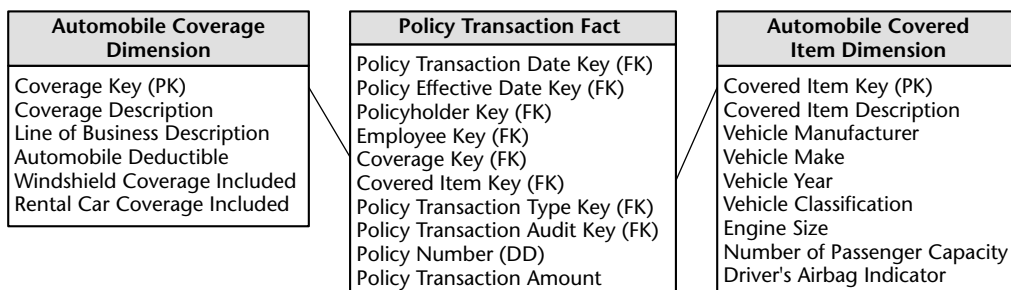 Automobile Coverage
Dimension
Coverage Key (PK)
Coverage Description
Line of Business Description
Automobile Deductible
Windshield Coverage Included
Rental Car Coverage Included
Policy Transaction Fact
Policy Transaction Date Key (FK)
Policy Effective Date Key (FK)
Policyholder Key (FK)
Employee Key (FK)
Coverage Key (FK)
Covered Item Key (FK)
Policy Transaction Type Key (FK)
Policy Transaction Audit Key (FK)
Policy Number (DD)
Policy Transaction Amount
Automobile Covered
Item Dimension
Covered Item Key (PK)
Covered Item Description
Vehicle Manufacturer
Vehicle Make
Vehicle Year
Vehicle Classification
Engine Size
Number of Passenger Capacity
Driver's Airbag Indicator